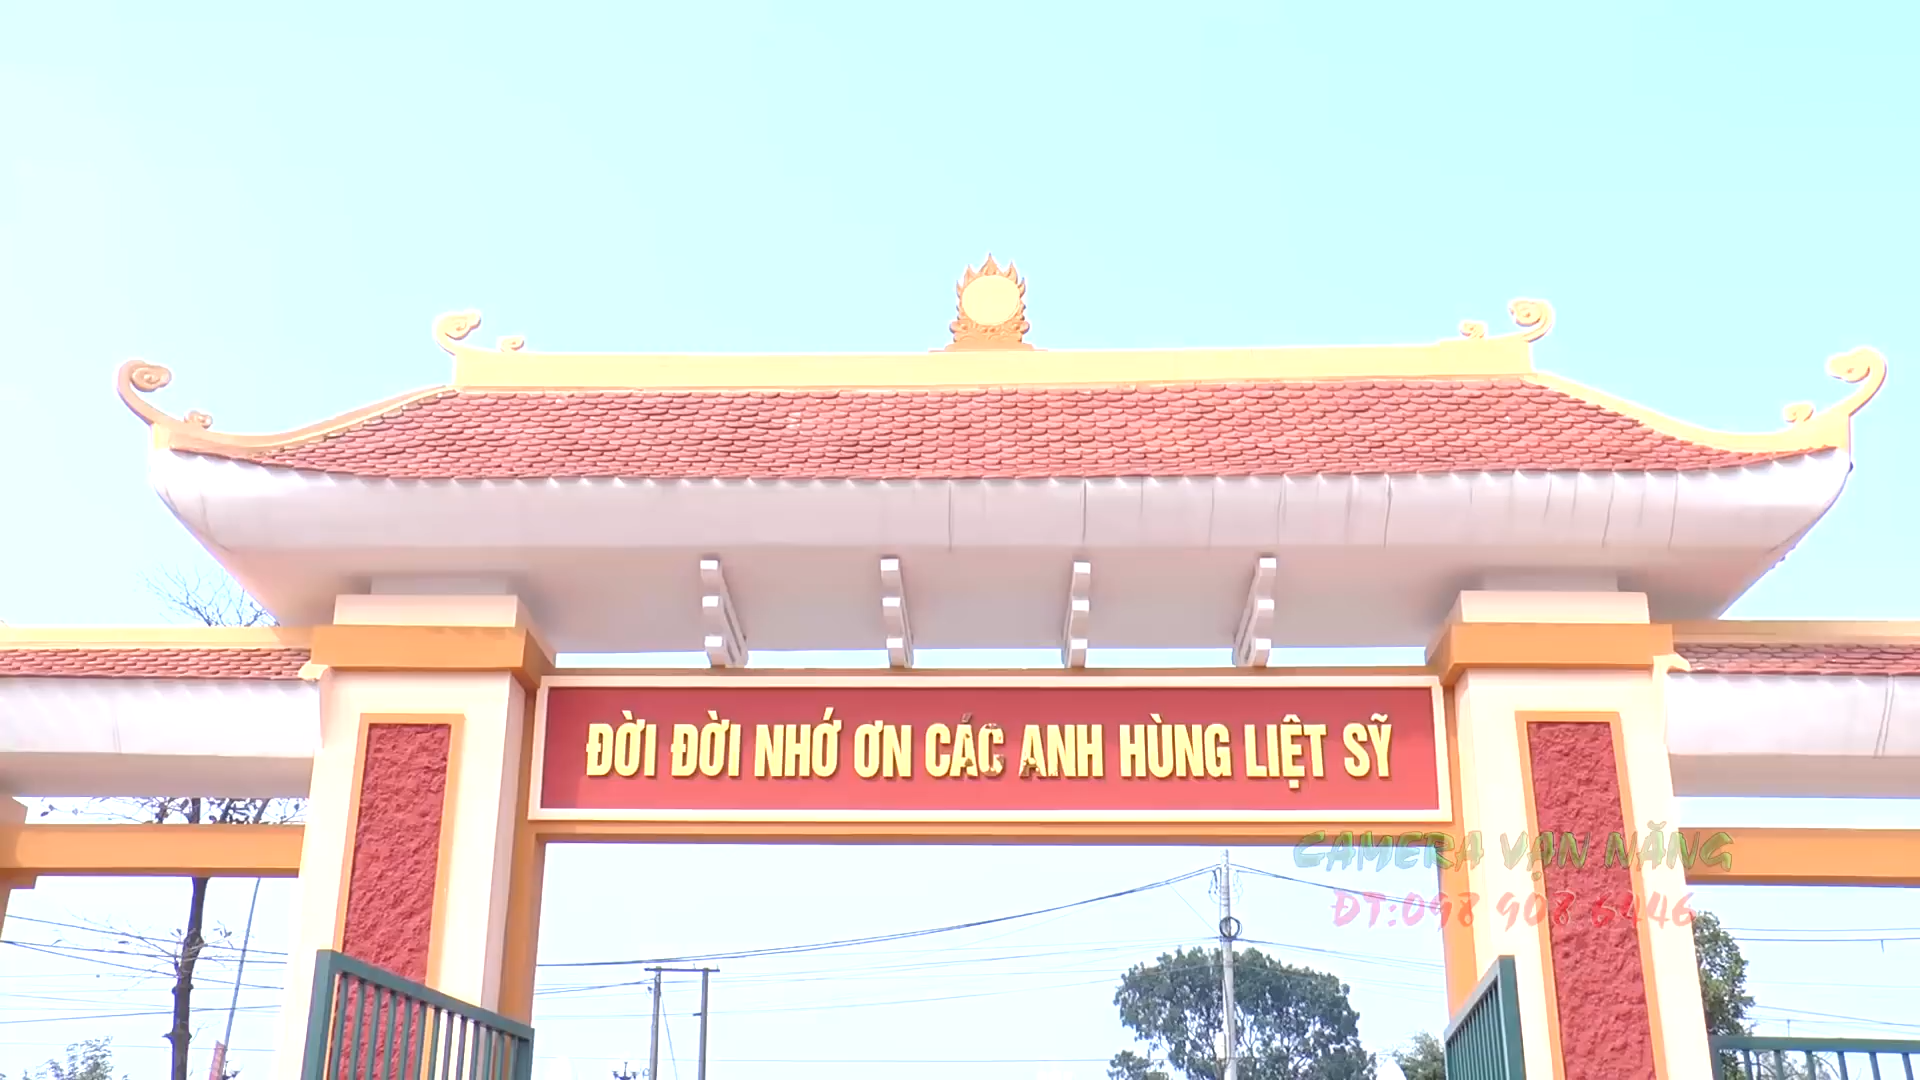 ĐỜI ĐỜI NHỚ ƠN CÁC ANH HÙNG LIỆT SỸ
CAMERA VẠN NĂNG
ĐT:098 908 6446